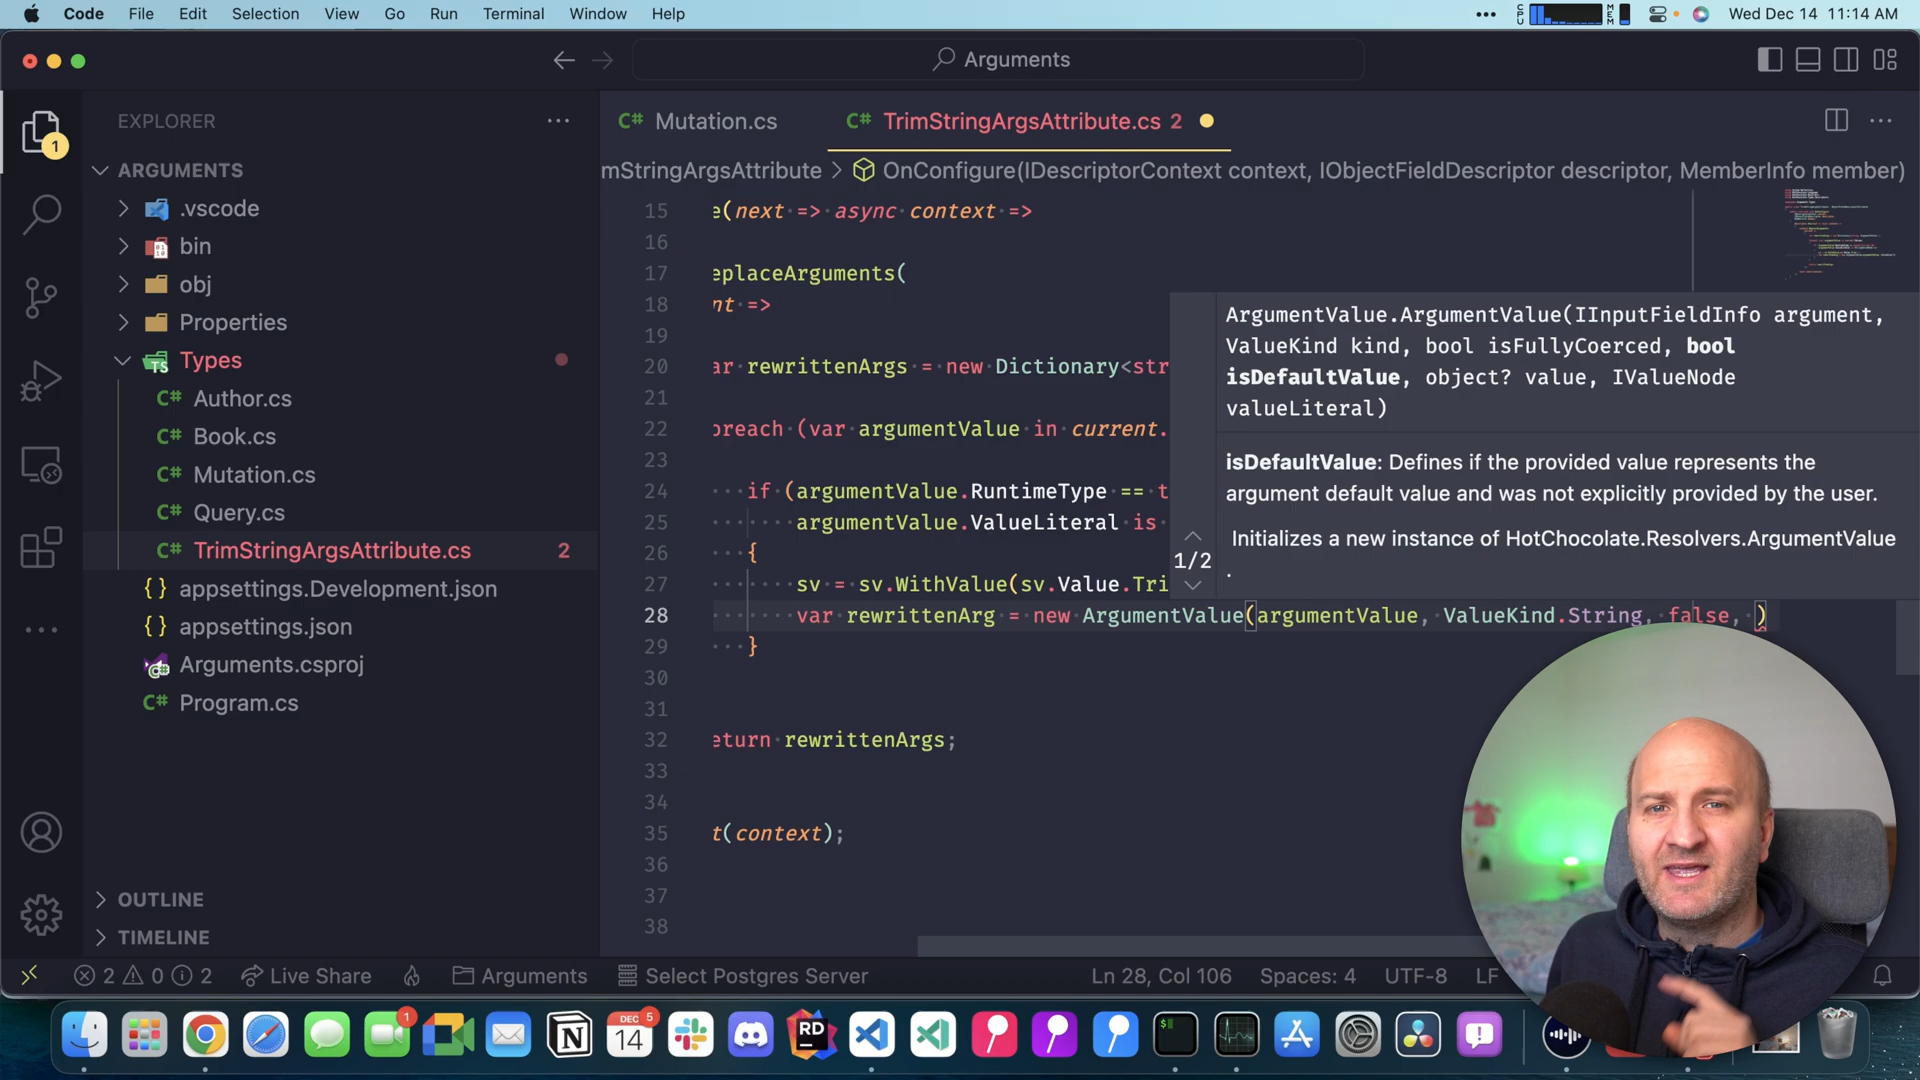 Code File Edit Selection View Go Run Terminal Window Help
CPU MEM Wed Dec 14 11:14 AM
Arguments
EXPLORER
1
ARGUMENTS
.vscode
bin
obj
Properties
Types
C# Author.cs
C# Book.cs
C# Mutation.cs
C# Query.cs
C# TrimStringArgsAttribute.cs 2
{} appsettings.Development.json
{} appsettings.json
Arguments.csproj
C# Program.cs
OUTLINE
TIMELINE
C# Mutation.cs
C# TrimStringArgsAttribute.cs 2
mStringArgsAttribute > OnConfigure(IDescriptorContext context, IObjectFieldDescriptor descriptor, MemberInfo member)
15 e(next => async context =>
16
17 eplaceArguments(
18 nt =>
19
20 ar rewrittenArgs = new Dictionary<str
21
22 oreach (var argumentValue in current.
23
24 if (argumentValue.RuntimeType == t
25 argumentValue.ValueLiteral is
26 {
27 sv = sv.WithValue(sv.Value.Tri
28 var rewrittenArg = new ArgumentValue(argumentValue, ValueKind.String, false, )
29 }
30
31
32 eturn rewrittenArgs;
33
34
35 t(context);
36
37
38
ArgumentValue.ArgumentValue(IInputFieldInfo argument,
ValueKind kind, bool isFullyCoerced, bool
isDefaultValue, object? value, IValueNode
valueLiteral)
isDefaultValue: Defines if the provided value represents the
argument default value and was not explicitly provided by the user.
Initializes a new instance of HotChocolate.Resolvers.ArgumentValue
.
1/2
2 0 2 Live Share Arguments Select Postgres Server Ln 28, Col 106 Spaces: 4 UTF-8 LF
1
DEC 5
14
RD